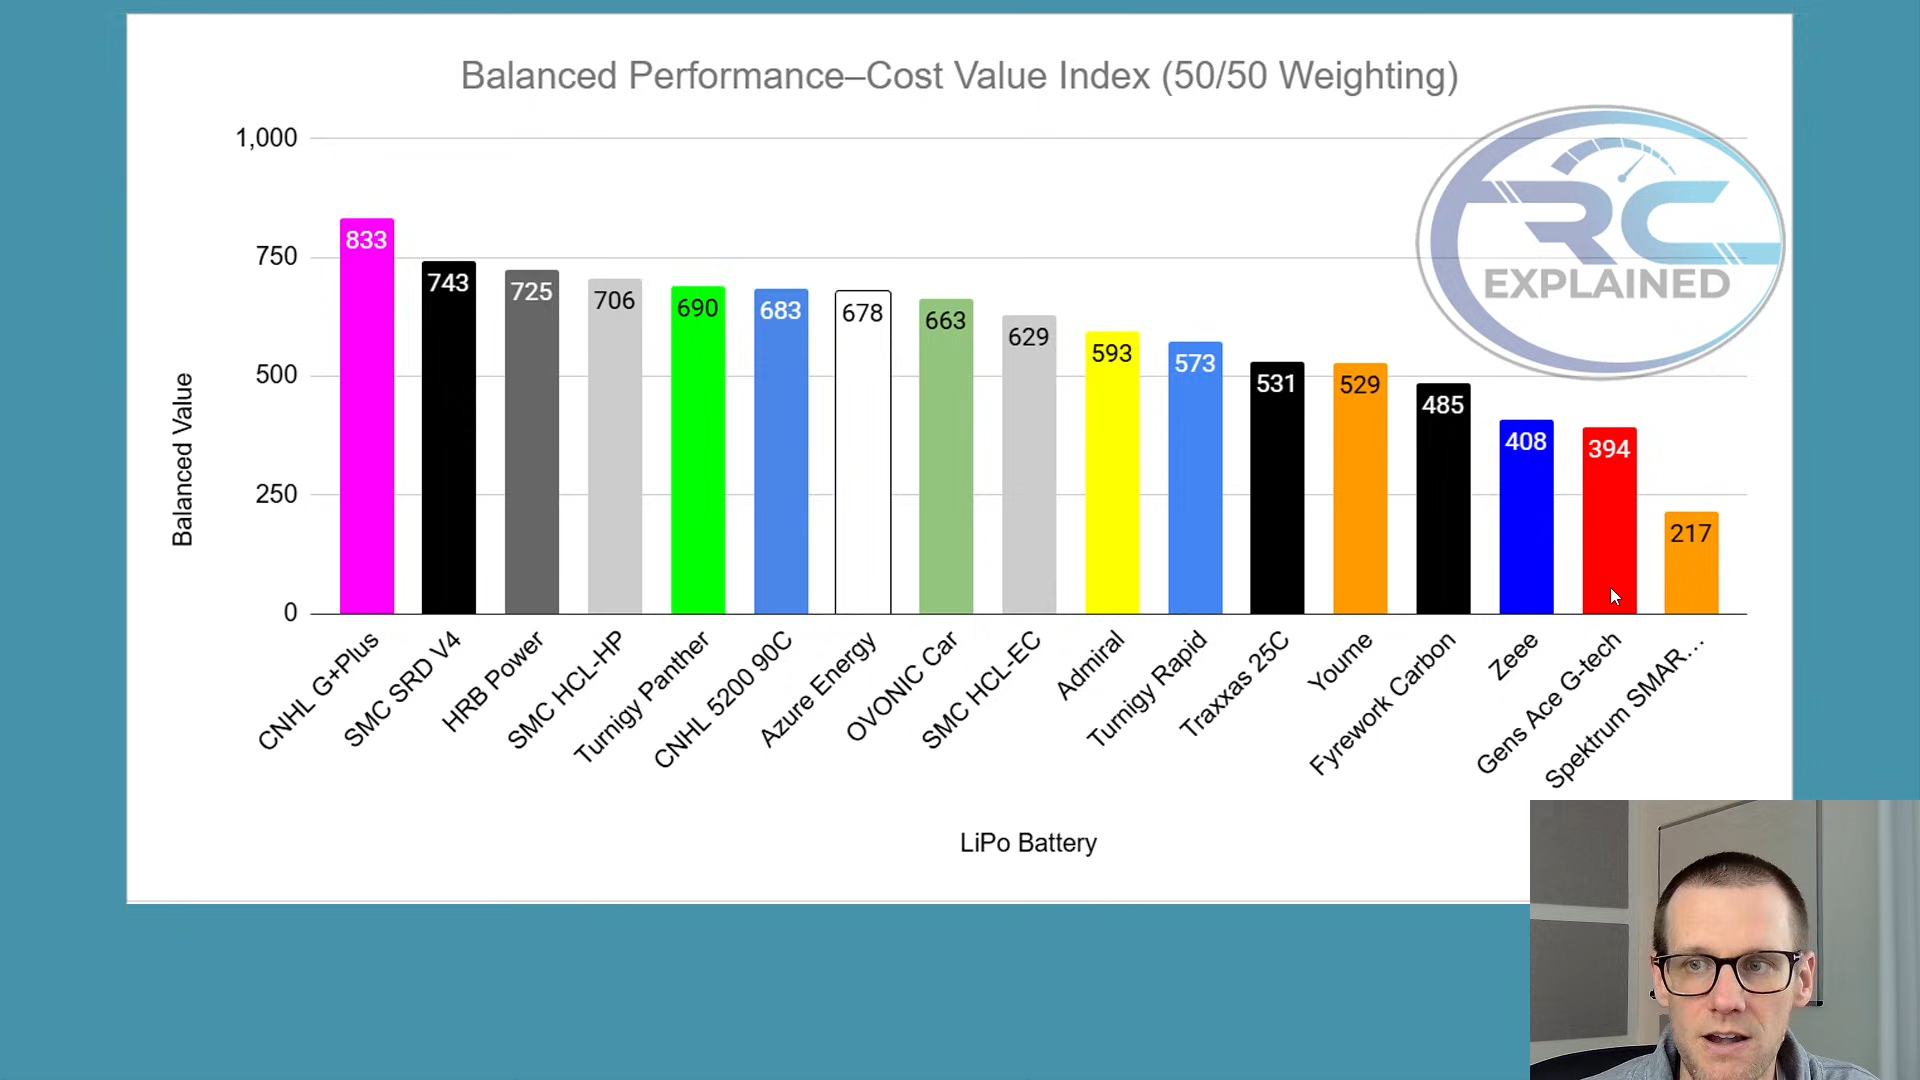 Balanced Performance–Cost Value Index (50/50 Weighting)
RC
EXPLAINED
1,000
750
500
250
0
Balanced Value
833
743
725
706
690
683
678
663
629
593
573
531
529
485
408
394
217
CNHL G+Plus
SMC SRD V4
HRB Power
SMC HCL-HP
Turnigy Panther
CNHL 5200 90C
Azure Energy
OVONIC Car
SMC HCL-EC
Admiral
Turnigy Rapid
Traxxas 25C
Youme
Fyrework Carbon
Zeee
Gens Ace G-tech
Spektrum SMAR...
LiPo Battery